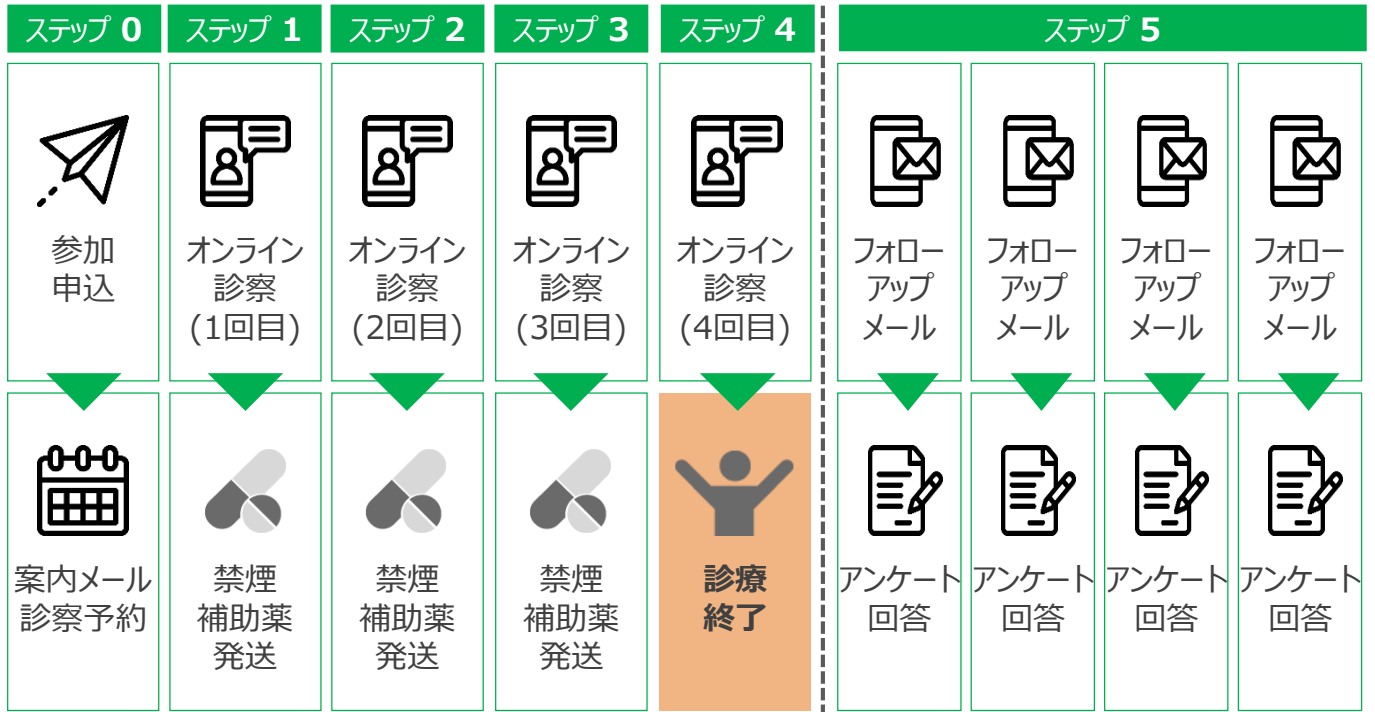 ステップ 0
ステップ 1
ステップ 2
ステップ 3
ステップ 4
ステップ 5
参加
申込
オンライン
診察
(1回目)
オンライン
診察
(2回目)
オンライン
診察
(3回目)
オンライン
診察
(4回目)
フォロー
アップ
メール
フォロー
アップ
メール
フォロー
アップ
メール
フォロー
アップ
メール
案内メール
診察予約
禁煙
補助薬
発送
禁煙
補助薬
発送
禁煙
補助薬
発送
診療
終了
アンケート
回答
アンケート
回答
アンケート
回答
アンケート
回答